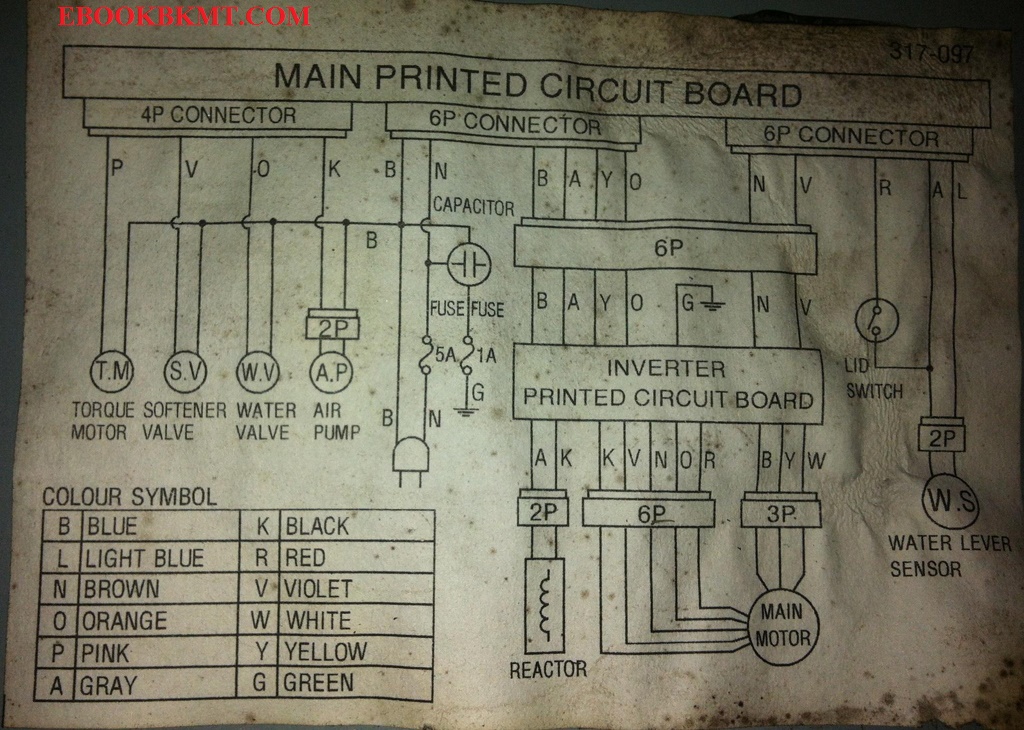 EBOOKBKMT.COM
317-097
MAIN PRINTED CIRCUIT BOARD
4P CONNECTOR
6P CONNECTOR
6P CONNECTOR
P V O K B N B A Y O N V R A L
CAPACITOR
B
6P
FUSE FUSE
B A Y O G N V
2P
5A 1A
T.M S.V W.V A.P
INVERTER
PRINTED CIRCUIT BOARD
LID
SWITCH
G
TORQUE
MOTOR
SOFTENER
VALVE
WATER
VALVE
AIR
PUMP
B N
2P
A K K V N O R B Y W
W.S
WATER LEVER
SENSOR
2P 6P 3P
MAIN
MOTOR
REACTOR
COLOUR SYMBOL
B BLUE K BLACK
L LIGHT BLUE R RED
N BROWN V VIOLET
O ORANGE W WHITE
P PINK Y YELLOW
A GRAY G GREEN